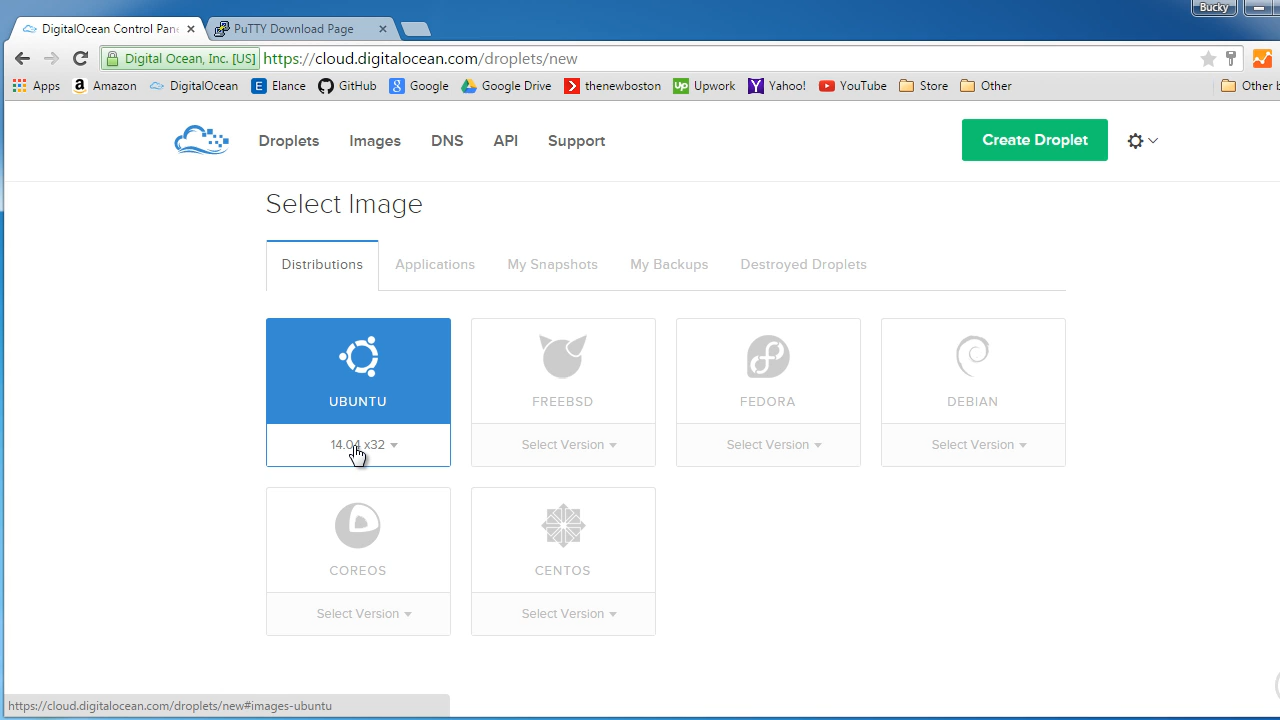 Bucky
DigitalOcean Control Pane
PuTTY Download Page
Digital Ocean, Inc. [US] https://cloud.digitalocean.com/droplets/new
Apps Amazon DigitalOcean Elance GitHub Google Google Drive thenewboston Upwork Yahoo! YouTube Store Other Other b
Droplets Images DNS API Support Create Droplet
Select Image
Distributions Applications My Snapshots My Backups Destroyed Droplets
UBUNTU FREEBSD FEDORA DEBIAN
14.04 x32 Select Version Select Version Select Version
COREOS CENTOS
Select Version Select Version
https://cloud.digitalocean.com/droplets/new#images-ubuntu